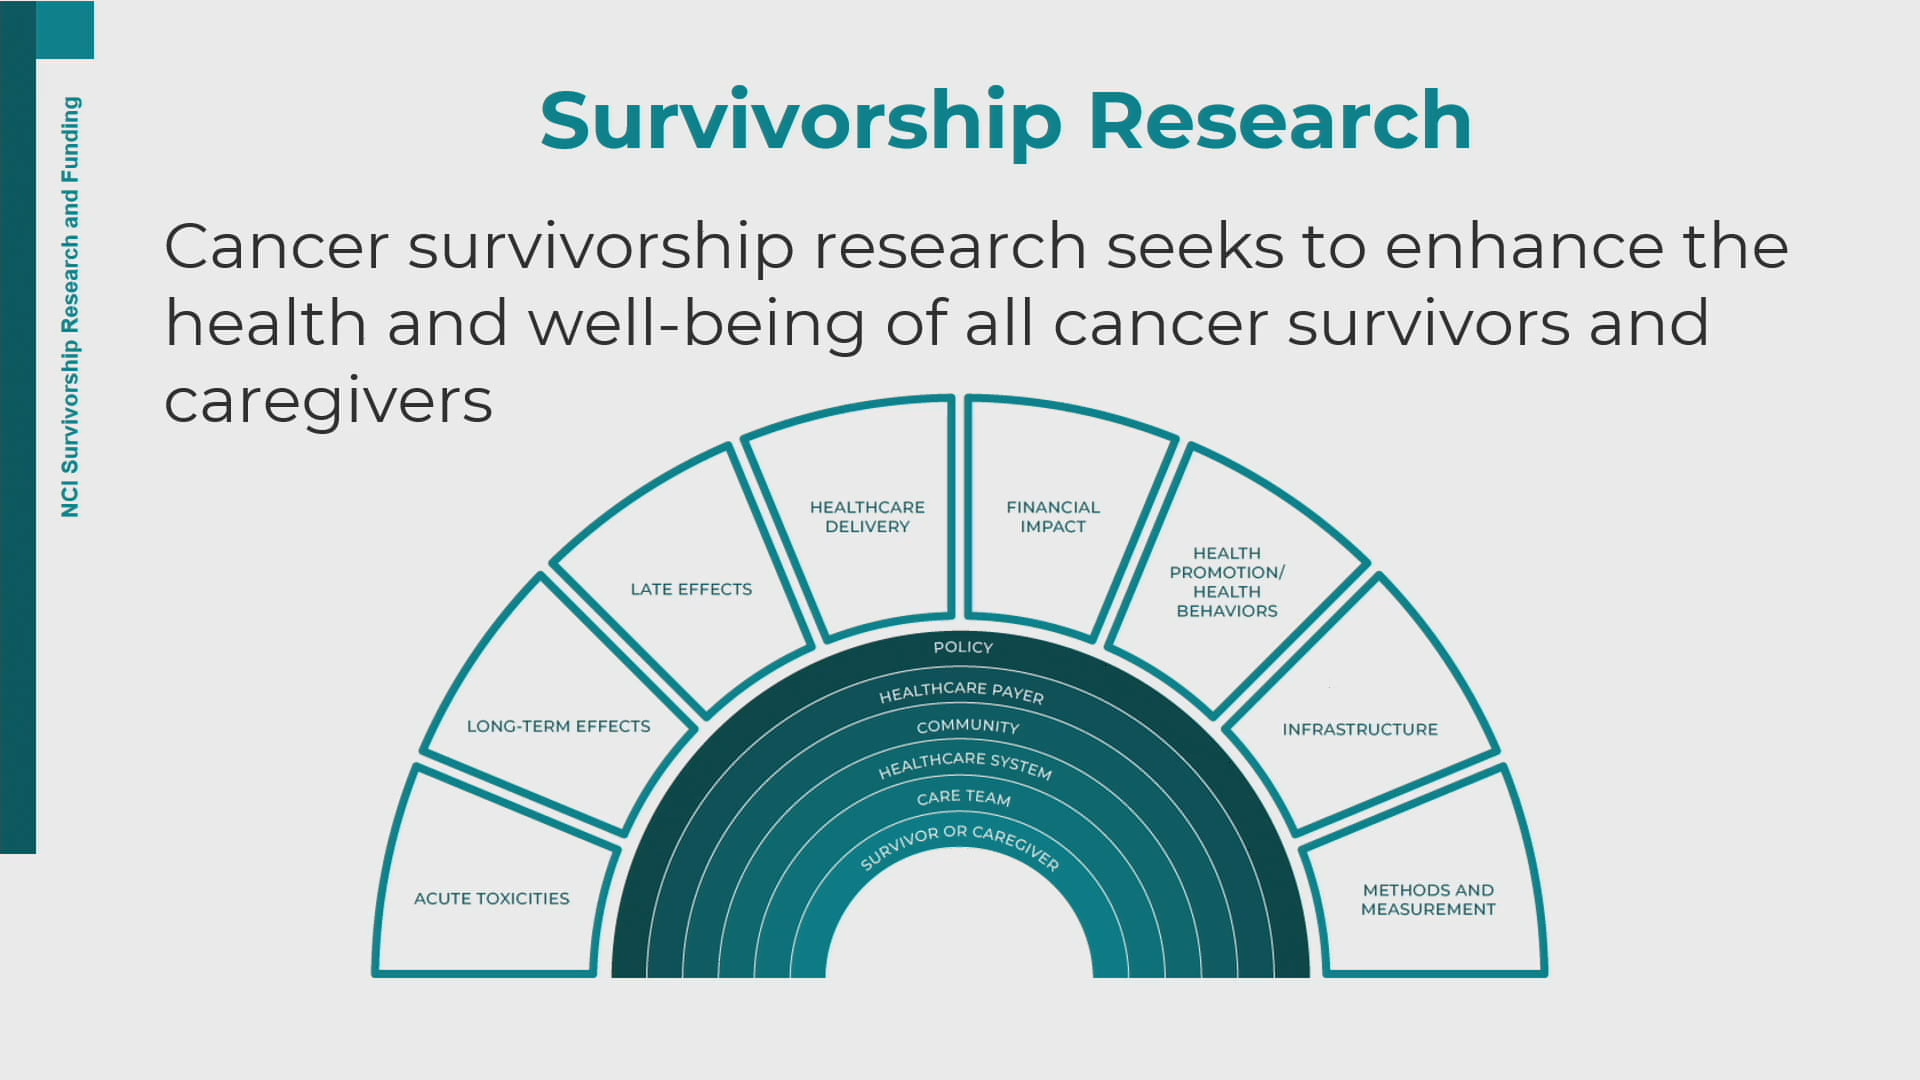 NCI Survivorship Research and Funding
Survivorship Research
Cancer survivorship research seeks to enhance the
health and well-being of all cancer survivors and
caregivers
ACUTE TOXICITIES
LONG-TERM EFFECTS
LATE EFFECTS
HEALTHCARE
DELIVERY
FINANCIAL
IMPACT
HEALTH
PROMOTION/
HEALTH
BEHAVIORS
INFRASTRUCTURE
METHODS AND
MEASUREMENT
POLICY
HEALTHCARE PAYER
COMMUNITY
HEALTHCARE SYSTEM
CARE TEAM
SURVIVOR OR CAREGIVER